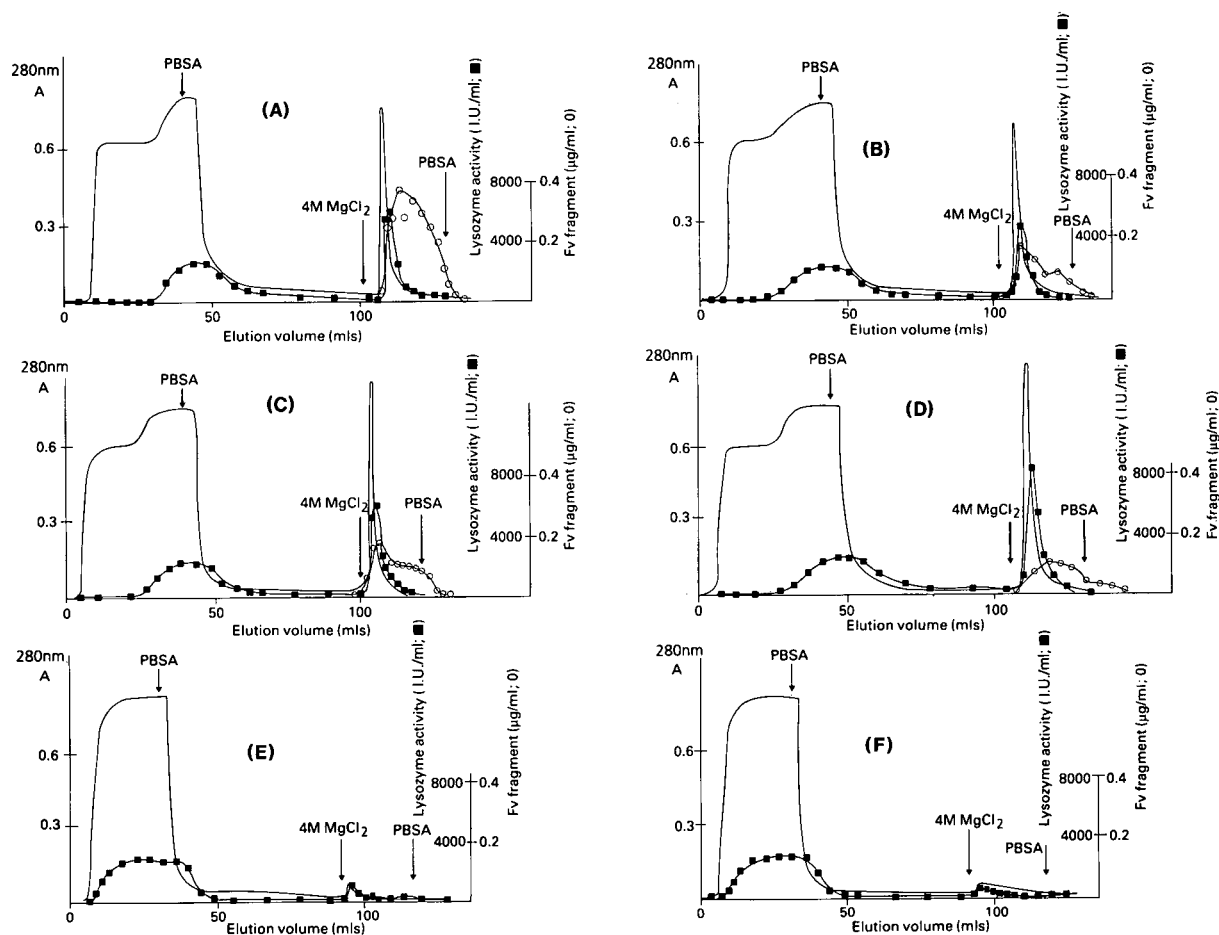 280nm
A
0.6
0.3
PBSA
(A)
4M MgCl2
PBSA
Lysozyme activity ( I.U./ml; ■)
8000
4000
0.4
0.2
Fv fragment (µg/ml; 0)
0
50
100
Elution volume (mls)
280nm
A
0.6
0.3
PBSA
(B)
4M MgCl2
PBSA
Lysozyme activity ( I.U./ml; ■)
8000
4000
0.4
0.2
Fv fragment (µg/ml; 0)
0
50
100
Elution volume (mls)
280nm
A
0.6
0.3
PBSA
(C)
4M MgCl2
PBSA
Lysozyme activity ( I.U./ml; ■)
8000
4000
0.4
0.2
Fv fragment (µg/ml; 0)
0
50
100
Elution volume (mls)
280nm
A
0.6
0.3
PBSA
(D)
4M MgCl2
PBSA
Lysozyme activity ( I.U./ml; ■)
8000
4000
0.4
0.2
Fv fragment (µg/ml; 0)
0
50
100
Elution volume (mls)
280nm
A
0.6
0.3
PBSA
(E)
4M MgCl2
PBSA
Lysozyme activity ( I.U./ml; ■)
8000
4000
0.4
0.2
Fv fragment (µg/ml; 0)
0
50
100
Elution volume (mls)
280nm
A
0.6
0.3
PBSA
(F)
4M MgCl2
PBSA
Lysozyme activity ( I.U./ml; ■)
8000
4000
0.4
0.2
Fv fragment (µg/ml; 0)
0
50
100
Elution volume (mls)